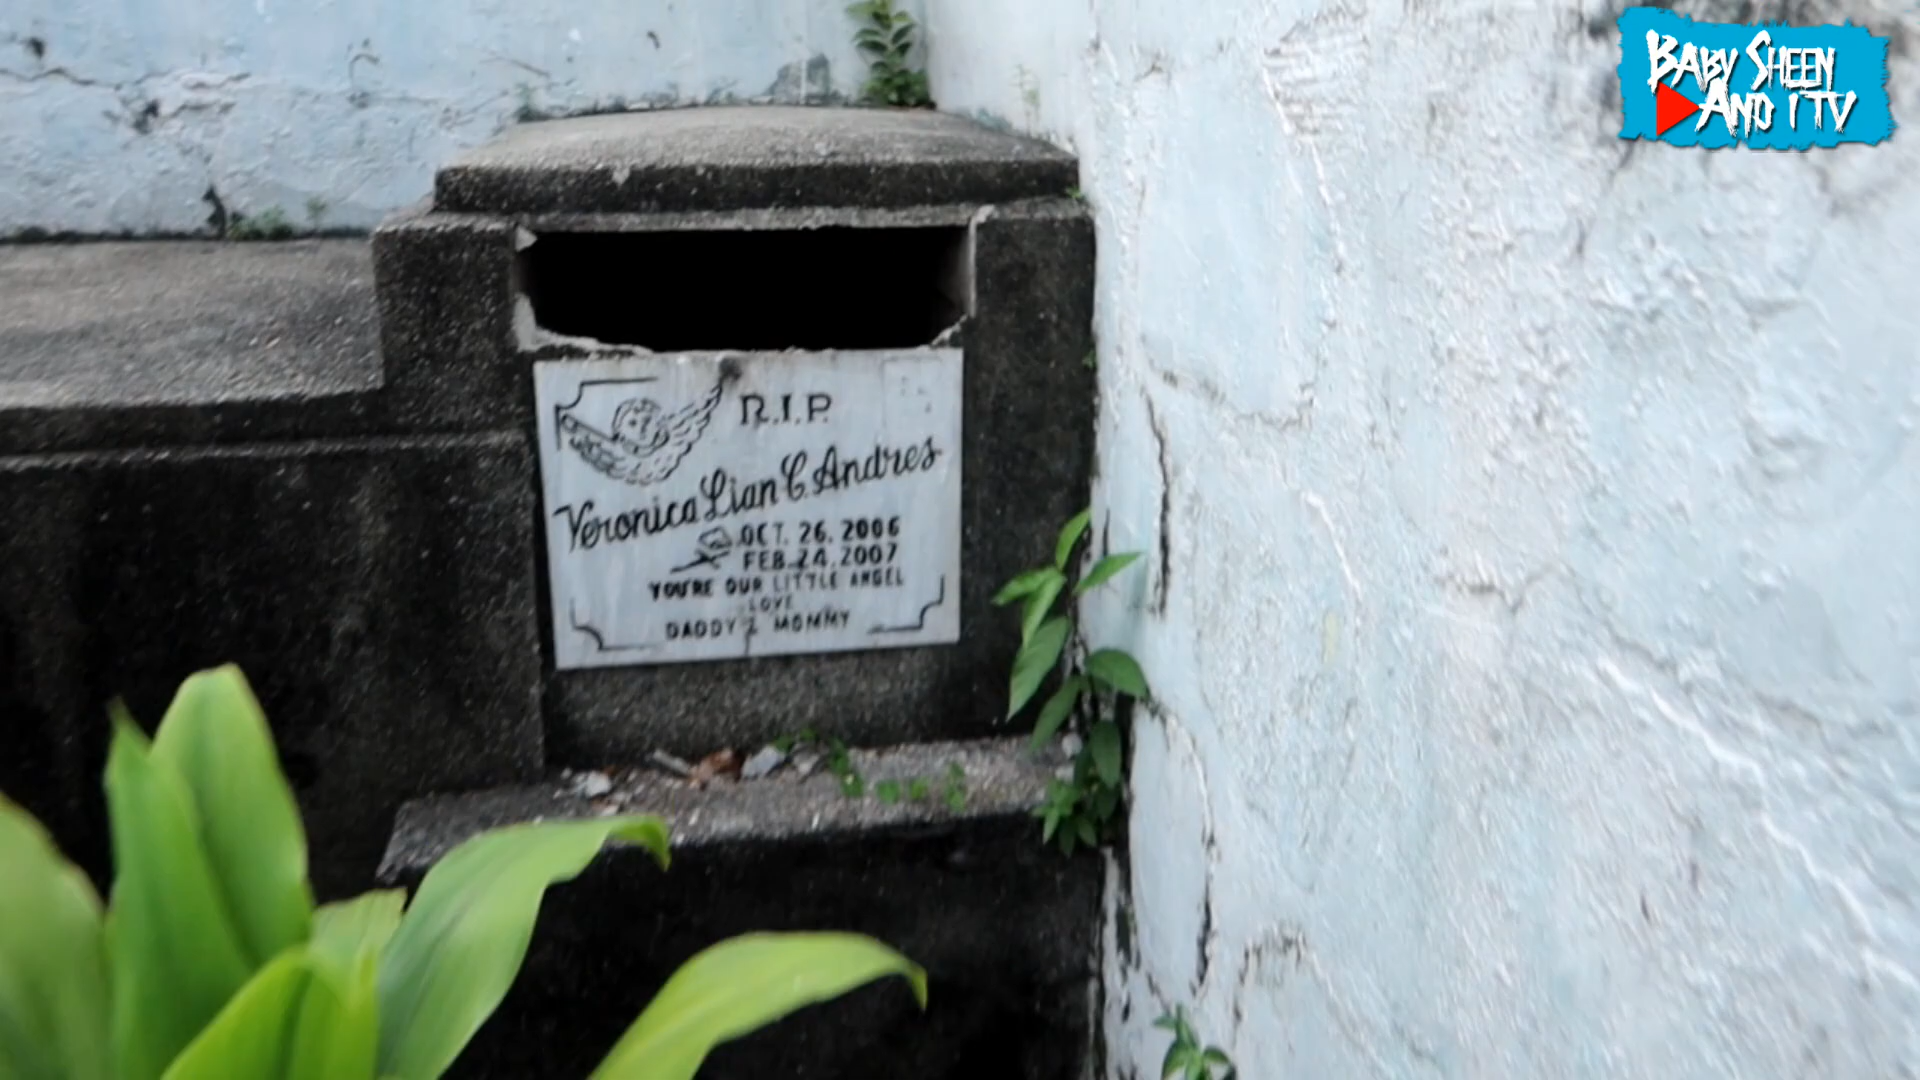 BABY SHEEN
AND I TV
R.I.P.
Veronica Lian C. Andres
OCT. 26. 2006
FEB. 24. 2007
YOU'RE OUR LITTLE ANGEL
LOVE
DADDY & MOMMY